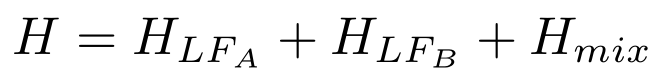 $H = H_{LF_A} + H_{LF_B} + H_{mix}$